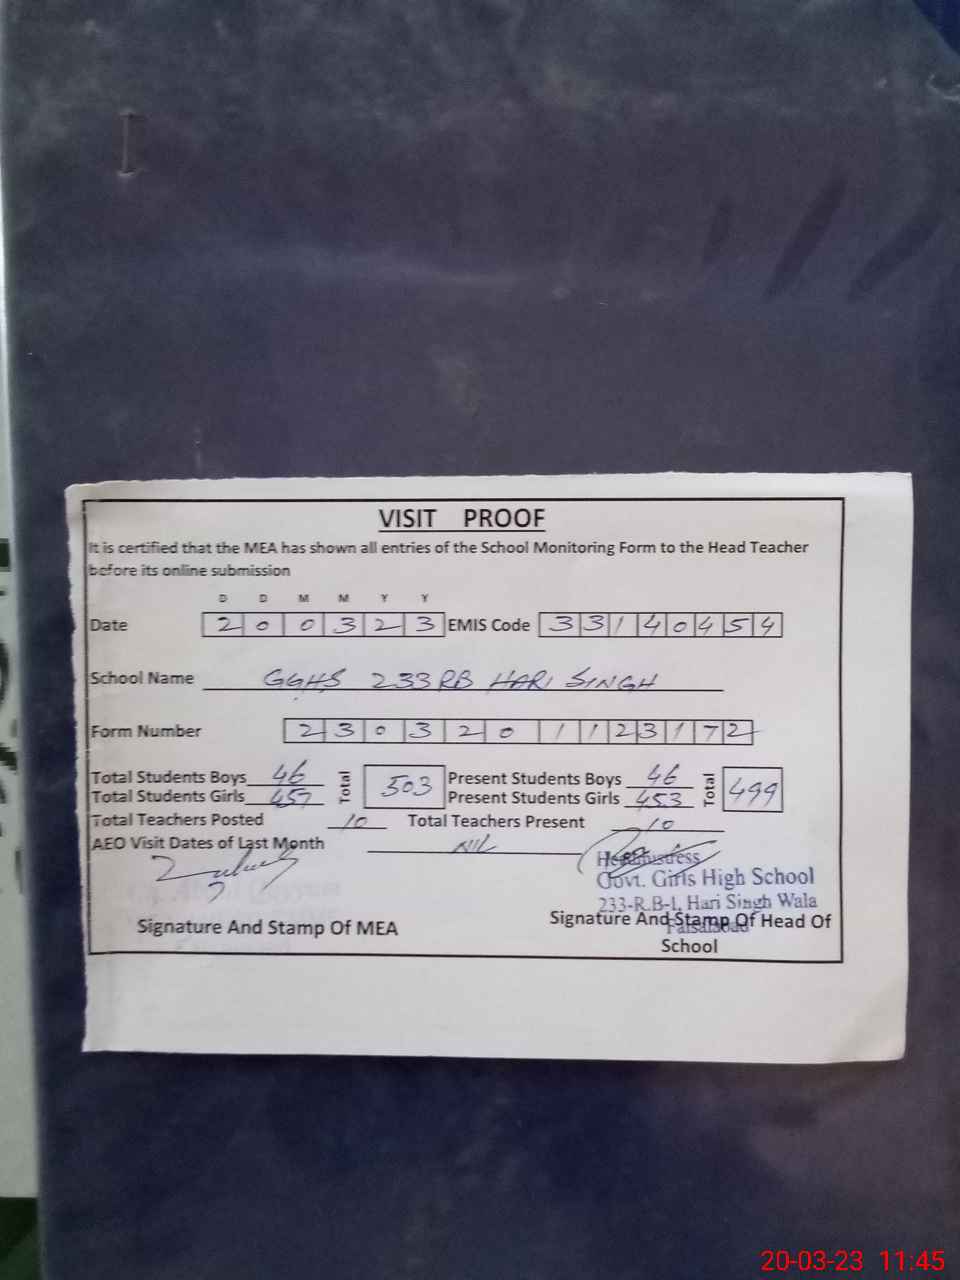 VISIT PROOF
It is certified that the MEA has shown all entries of the School Monitoring Form to the Head Teacher
before its online submission
D D M M Y Y
Date 2 0 0 3 2 3 EMIS Code 3 3 1 4 0 4 5 4
School Name GGHS 233 RB HARI SINGH
Form Number 2 3 0 3 2 0 1 1 2 3 1 7 2
Total Students Boys 46 Total 503 Present Students Boys 46 Total 499
Total Students Girls 457 Present Students Girls 453
Total Teachers Posted 10 Total Teachers Present 10
AEO Visit Dates of Last Month Nil
Headmistress
Govt. Girls High School
233-R.B-I, Hari Singh Wala
Faisalabad
Signature And Stamp Of MEA Signature And Stamp Of Head Of
School
20-03-23 11:45